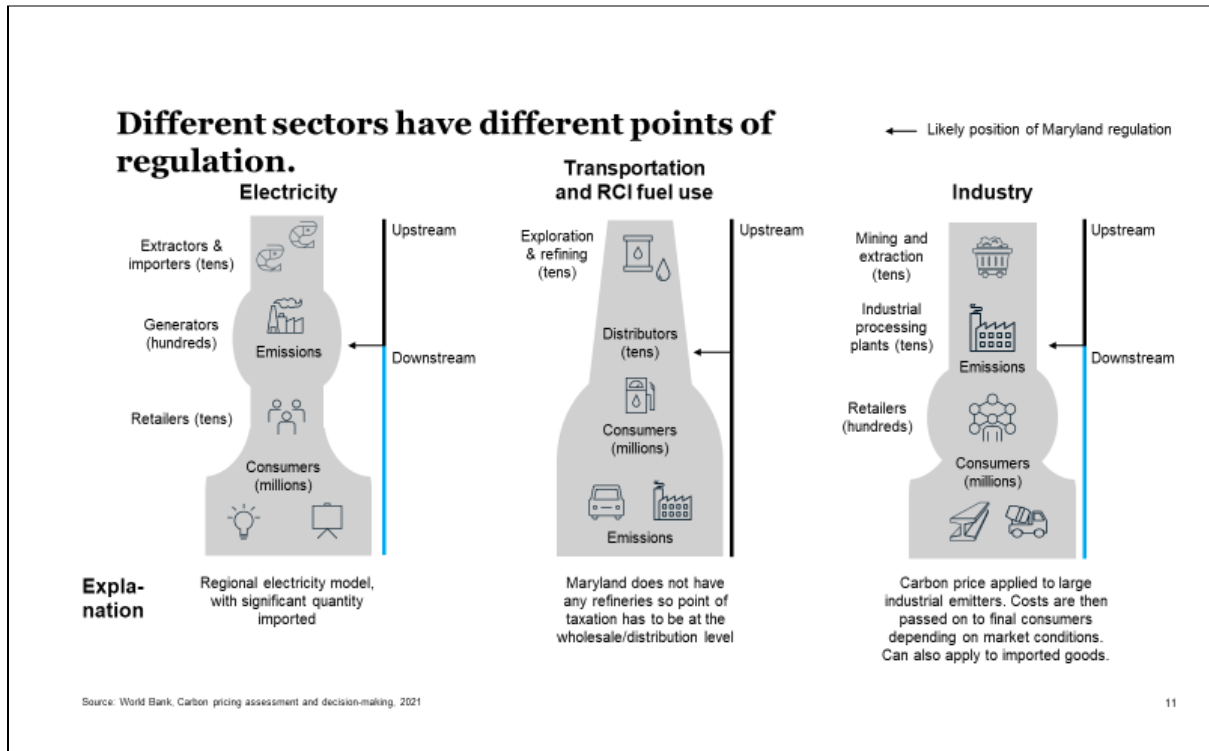 Different sectors have different points of
regulation.
Likely position of Maryland regulation
Electricity
Extractors &
importers (tens)
Generators
(hundreds)
Emissions
Retailers (tens)
Consumers
(millions)
Upstream
Downstream
Transportation
and RCI fuel use
Exploration
& refining
(tens)
Distributors
(tens)
Consumers
(millions)
Emissions
Upstream
Industry
Mining and
extraction
(tens)
Industrial
processing
plants (tens)
Emissions
Retailers
(hundreds)
Consumers
(millions)
Upstream
Downstream
Expla-
nation
Regional electricity model,
with significant quantity
imported
Maryland does not have
any refineries so point of
taxation has to be at the
wholesale/distribution level
Carbon price applied to large
industrial emitters. Costs are then
passed on to final consumers
depending on market conditions.
Can also apply to imported goods.
Source: World Bank, Carbon pricing assessment and decision-making, 2021
11